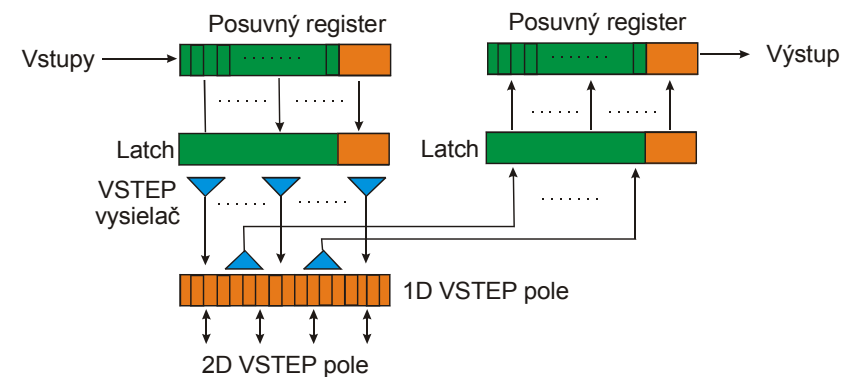 Posuvný register
Posuvný register
Vstupy
Výstup
Latch
Latch
VSTEP
vysielač
1D VSTEP pole
2D VSTEP pole